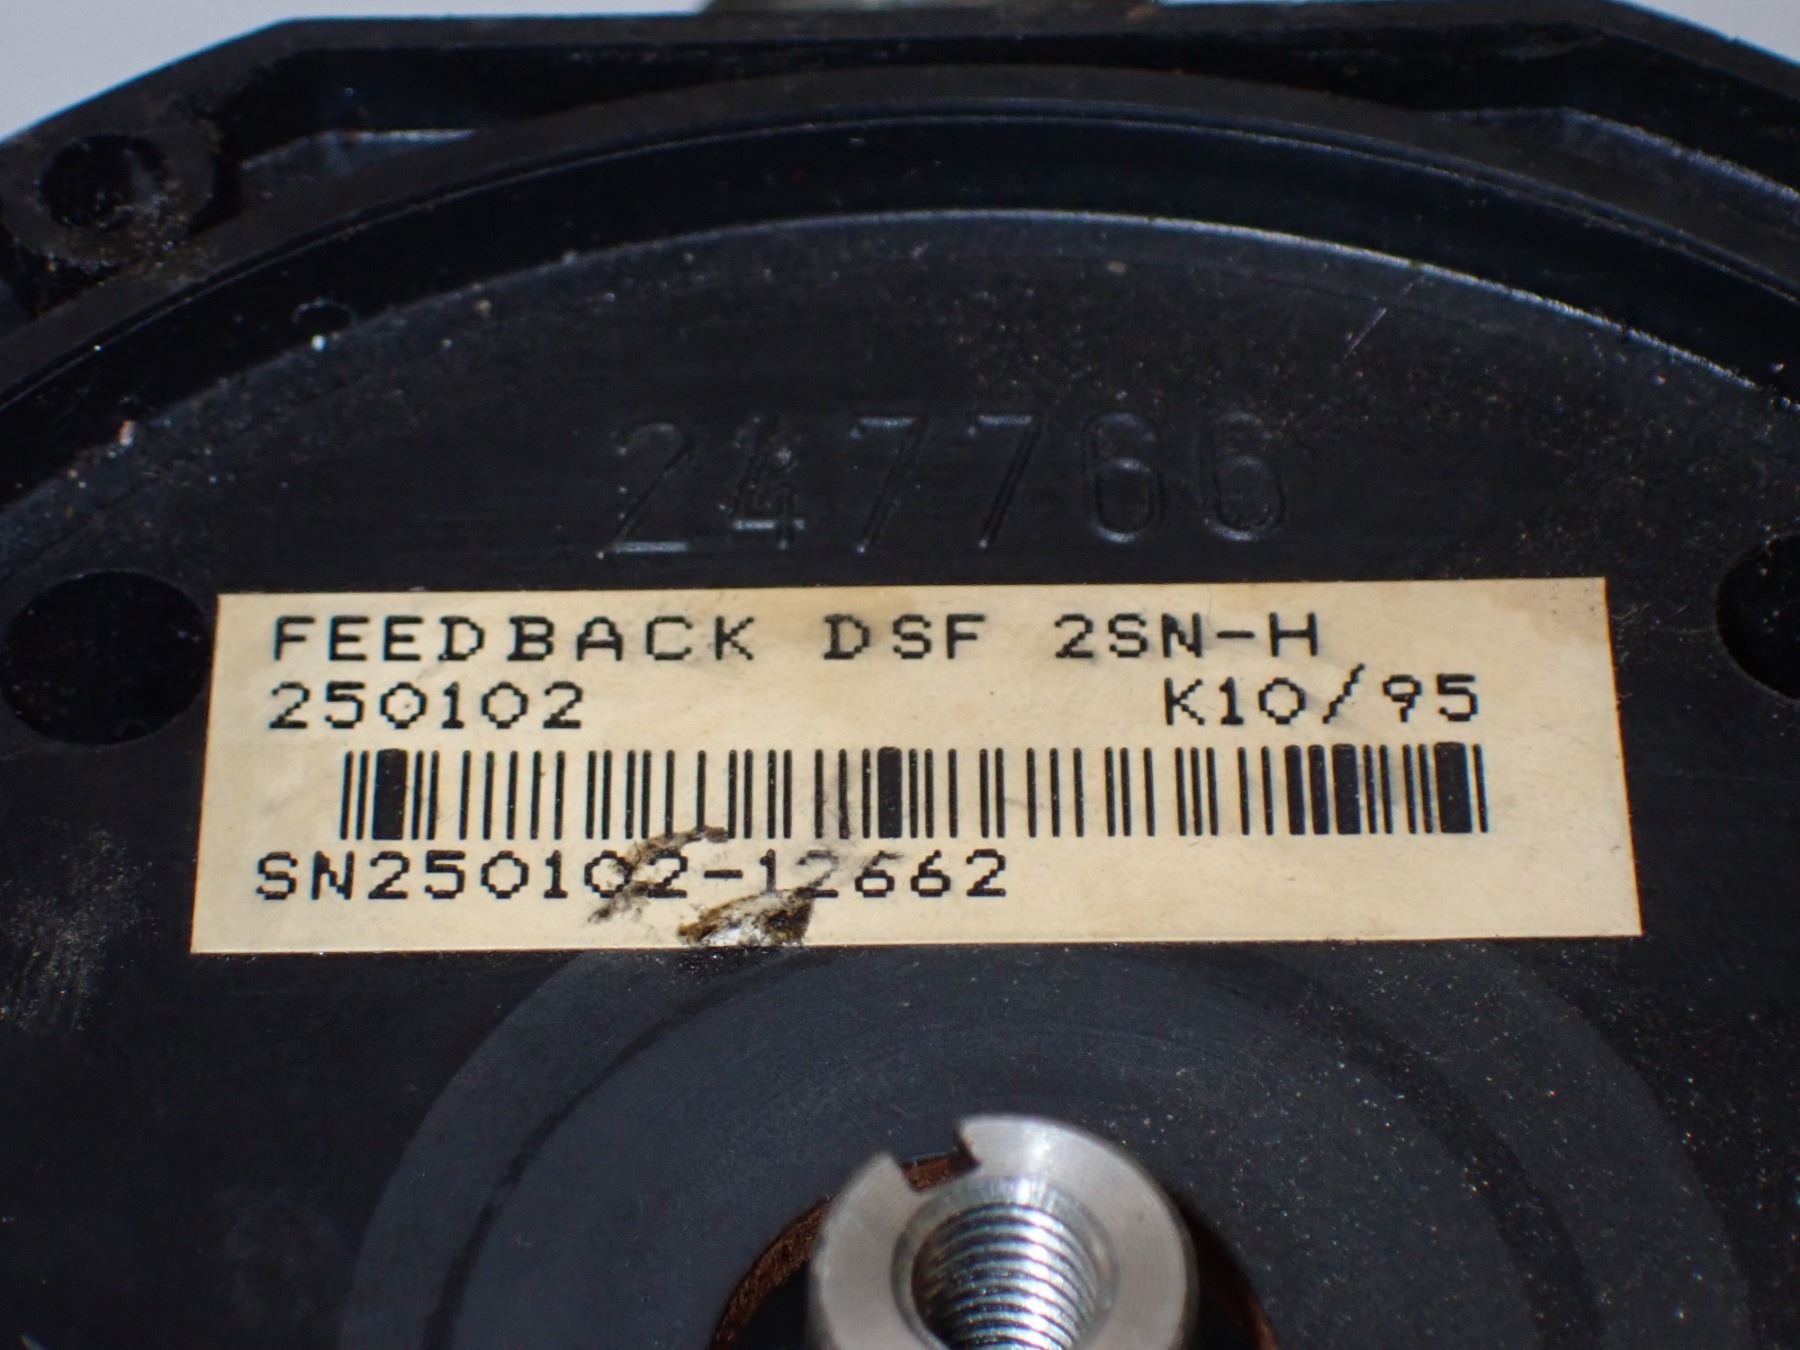 247766
FEEDBACK DSF 2SN-H
250102 K10/95
SN250102-12662